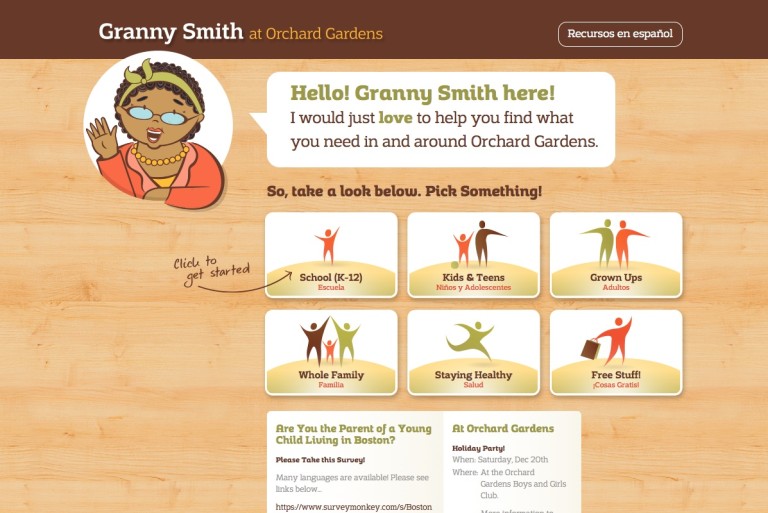 Granny Smith at Orchard Gardens
Recursos en español
Hello! Granny Smith here!
I would just love to help you find what
you need in and around Orchard Gardens.
So, take a look below. Pick Something!
Click to
get started
School (K-12)
Escuela
Kids & Teens
Niños y Adolescentes
Grown Ups
Adultos
Whole Family
Familia
Staying Healthy
Salud
Free Stuff!
¡Cosas Gratis!
Are You the Parent of a Young
Child Living in Boston?
Please Take this Survey!
Many languages are available! Please see
links below...
https://www.surveymonkey.com/s/Boston
At Orchard Gardens
Holiday Party!
When: Saturday, Dec 20th
Where: At the Orchard
Gardens Boys and Girls
Club.
More information to